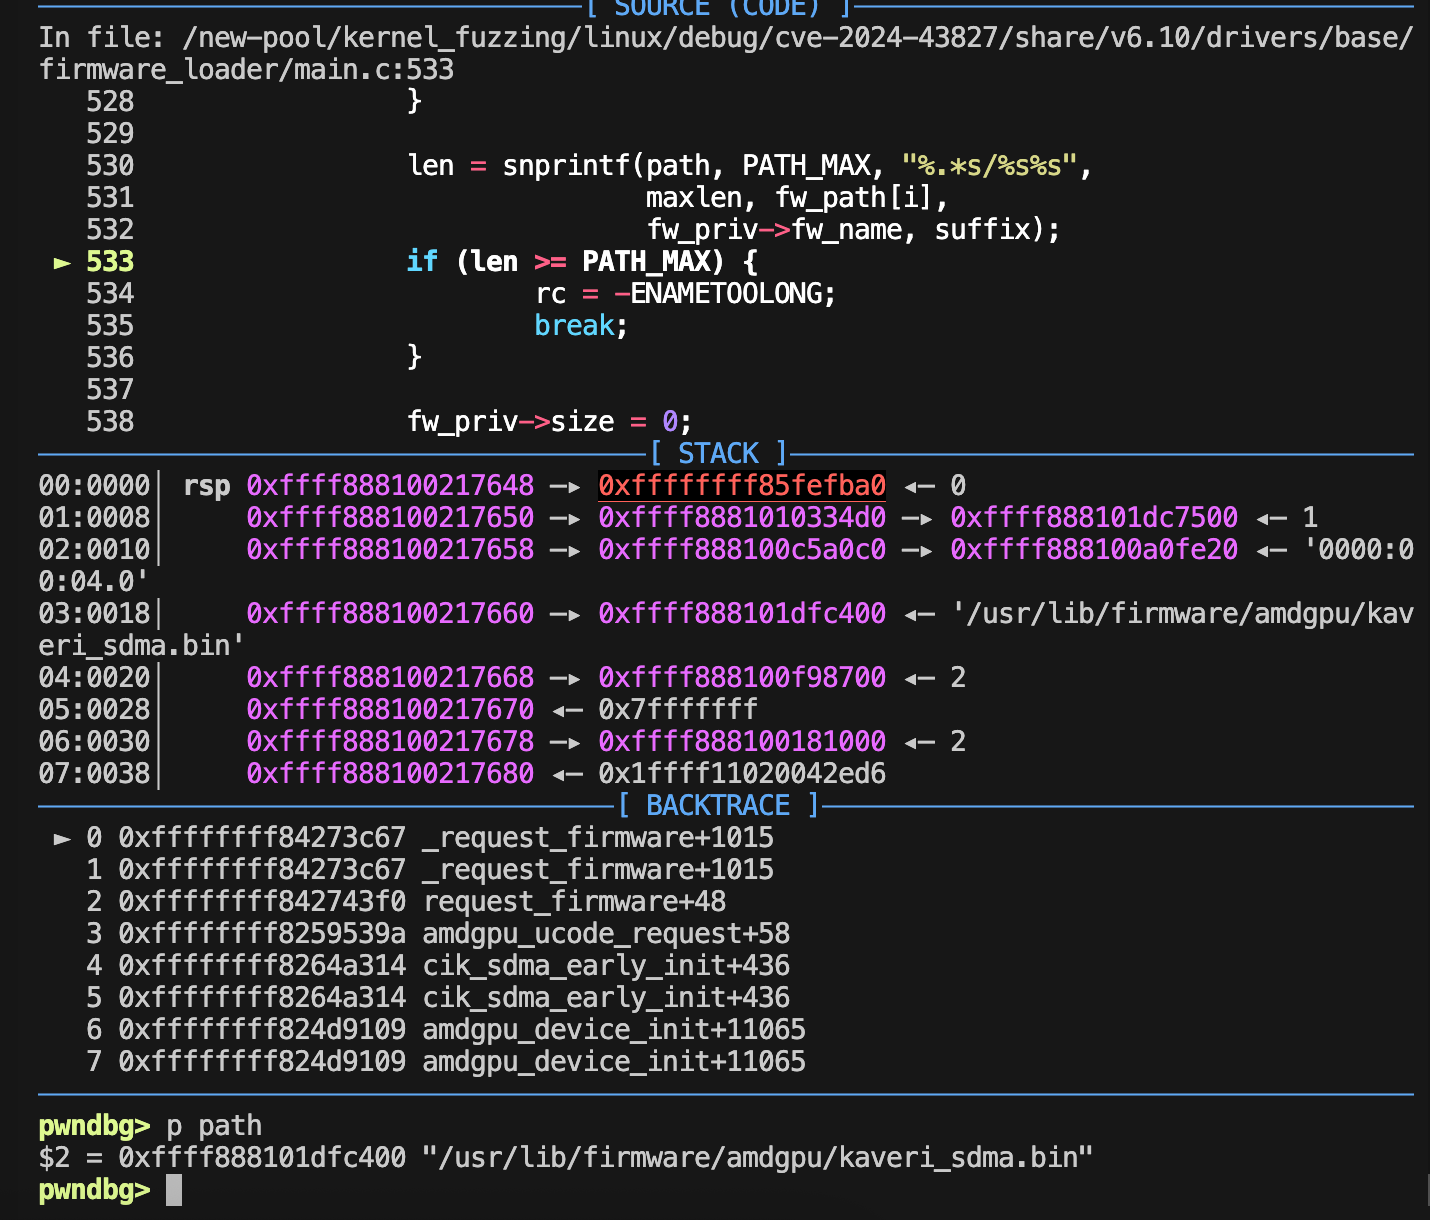 [ SOURCE (CODE) ]
In file: /new-pool/kernel_fuzzing/linux/debug/cve-2024-43827/share/v6.10/drivers/base/
firmware_loader/main.c:533
528 }
529
530 len = snprintf(path, PATH_MAX, "%.*s/%s%s",
531 maxlen, fw_path[i],
532 fw_priv->fw_name, suffix);
► 533 if (len >= PATH_MAX) {
534 rc = -ENAMETOOLONG;
535 break;
536 }
537
538 fw_priv->size = 0;
[ STACK ]
00:0000│ rsp 0xffff888100217648 —▸ 0xffffffff85fefba0 ◂— 0
01:0008│ 0xffff888100217650 —▸ 0xffff8881010334d0 —▸ 0xffff888101dc7500 ◂— 1
02:0010│ 0xffff888100217658 —▸ 0xffff888100c5a0c0 —▸ 0xffff888100a0fe20 ◂— '0000:0
0:04.0'
03:0018│ 0xffff888100217660 —▸ 0xffff888101dfc400 ◂— '/usr/lib/firmware/amdgpu/kav
eri_sdma.bin'
04:0020│ 0xffff888100217668 —▸ 0xffff888100f98700 ◂— 2
05:0028│ 0xffff888100217670 ◂— 0x7fffffff
06:0030│ 0xffff888100217678 —▸ 0xffff888100181000 ◂— 2
07:0038│ 0xffff888100217680 ◂— 0x1ffff11020042ed6
[ BACKTRACE ]
► 0 0xffffffff84273c67 _request_firmware+1015
1 0xffffffff84273c67 _request_firmware+1015
2 0xffffffff842743f0 request_firmware+48
3 0xffffffff8259539a amdgpu_ucode_request+58
4 0xffffffff8264a314 cik_sdma_early_init+436
5 0xffffffff8264a314 cik_sdma_early_init+436
6 0xffffffff824d9109 amdgpu_device_init+11065
7 0xffffffff824d9109 amdgpu_device_init+11065
pwndbg> p path
$2 = 0xffff888101dfc400 "/usr/lib/firmware/amdgpu/kaveri_sdma.bin"
pwndbg>